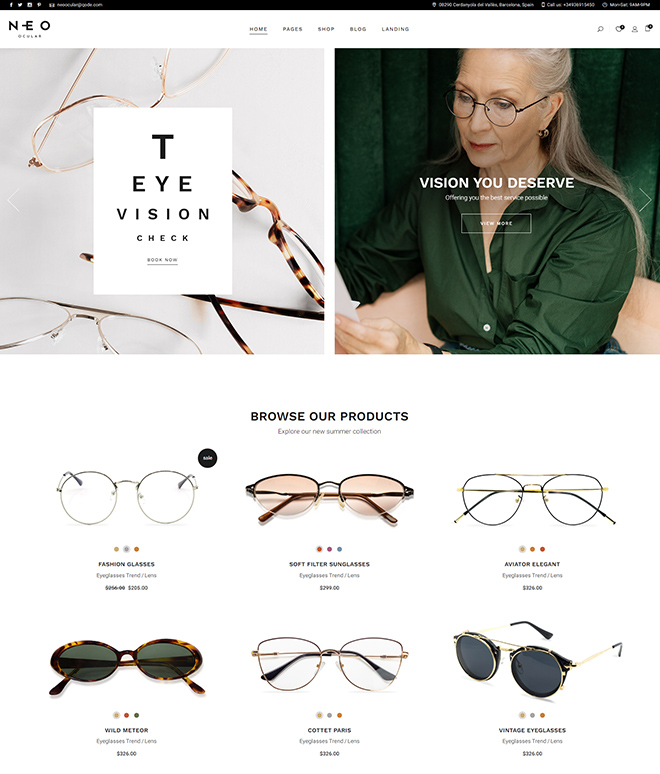 neoocular@qode.com
08290 Cerdanyola del Vallès, Barcelona, Spain
Call us: +34936915450
Mon-Sat: 9AM-9PM
NEO
OCULAR
HOME
PAGES
SHOP
BLOG
LANDING
0
0
T
EYE
VISION
CHECK
BOOK NOW
VISION YOU DESERVE
Offering you the best service possible
VIEW MORE
BROWSE OUR PRODUCTS
Explore our new summer collection
sale
FASHION GLASSES
Eyeglasses Trend / Lens
$256.00 $205.00
SOFT FILTER SUNGLASSES
Eyeglasses Trend / Lens
$299.00
AVIATOR ELEGANT
Eyeglasses Trend / Lens
$326.00
WILD METEOR
Eyeglasses Trend / Lens
$326.00
COTTET PARIS
Eyeglasses Trend / Lens
$326.00
VINTAGE EYEGLASSES
Eyeglasses Trend / Lens
$326.00